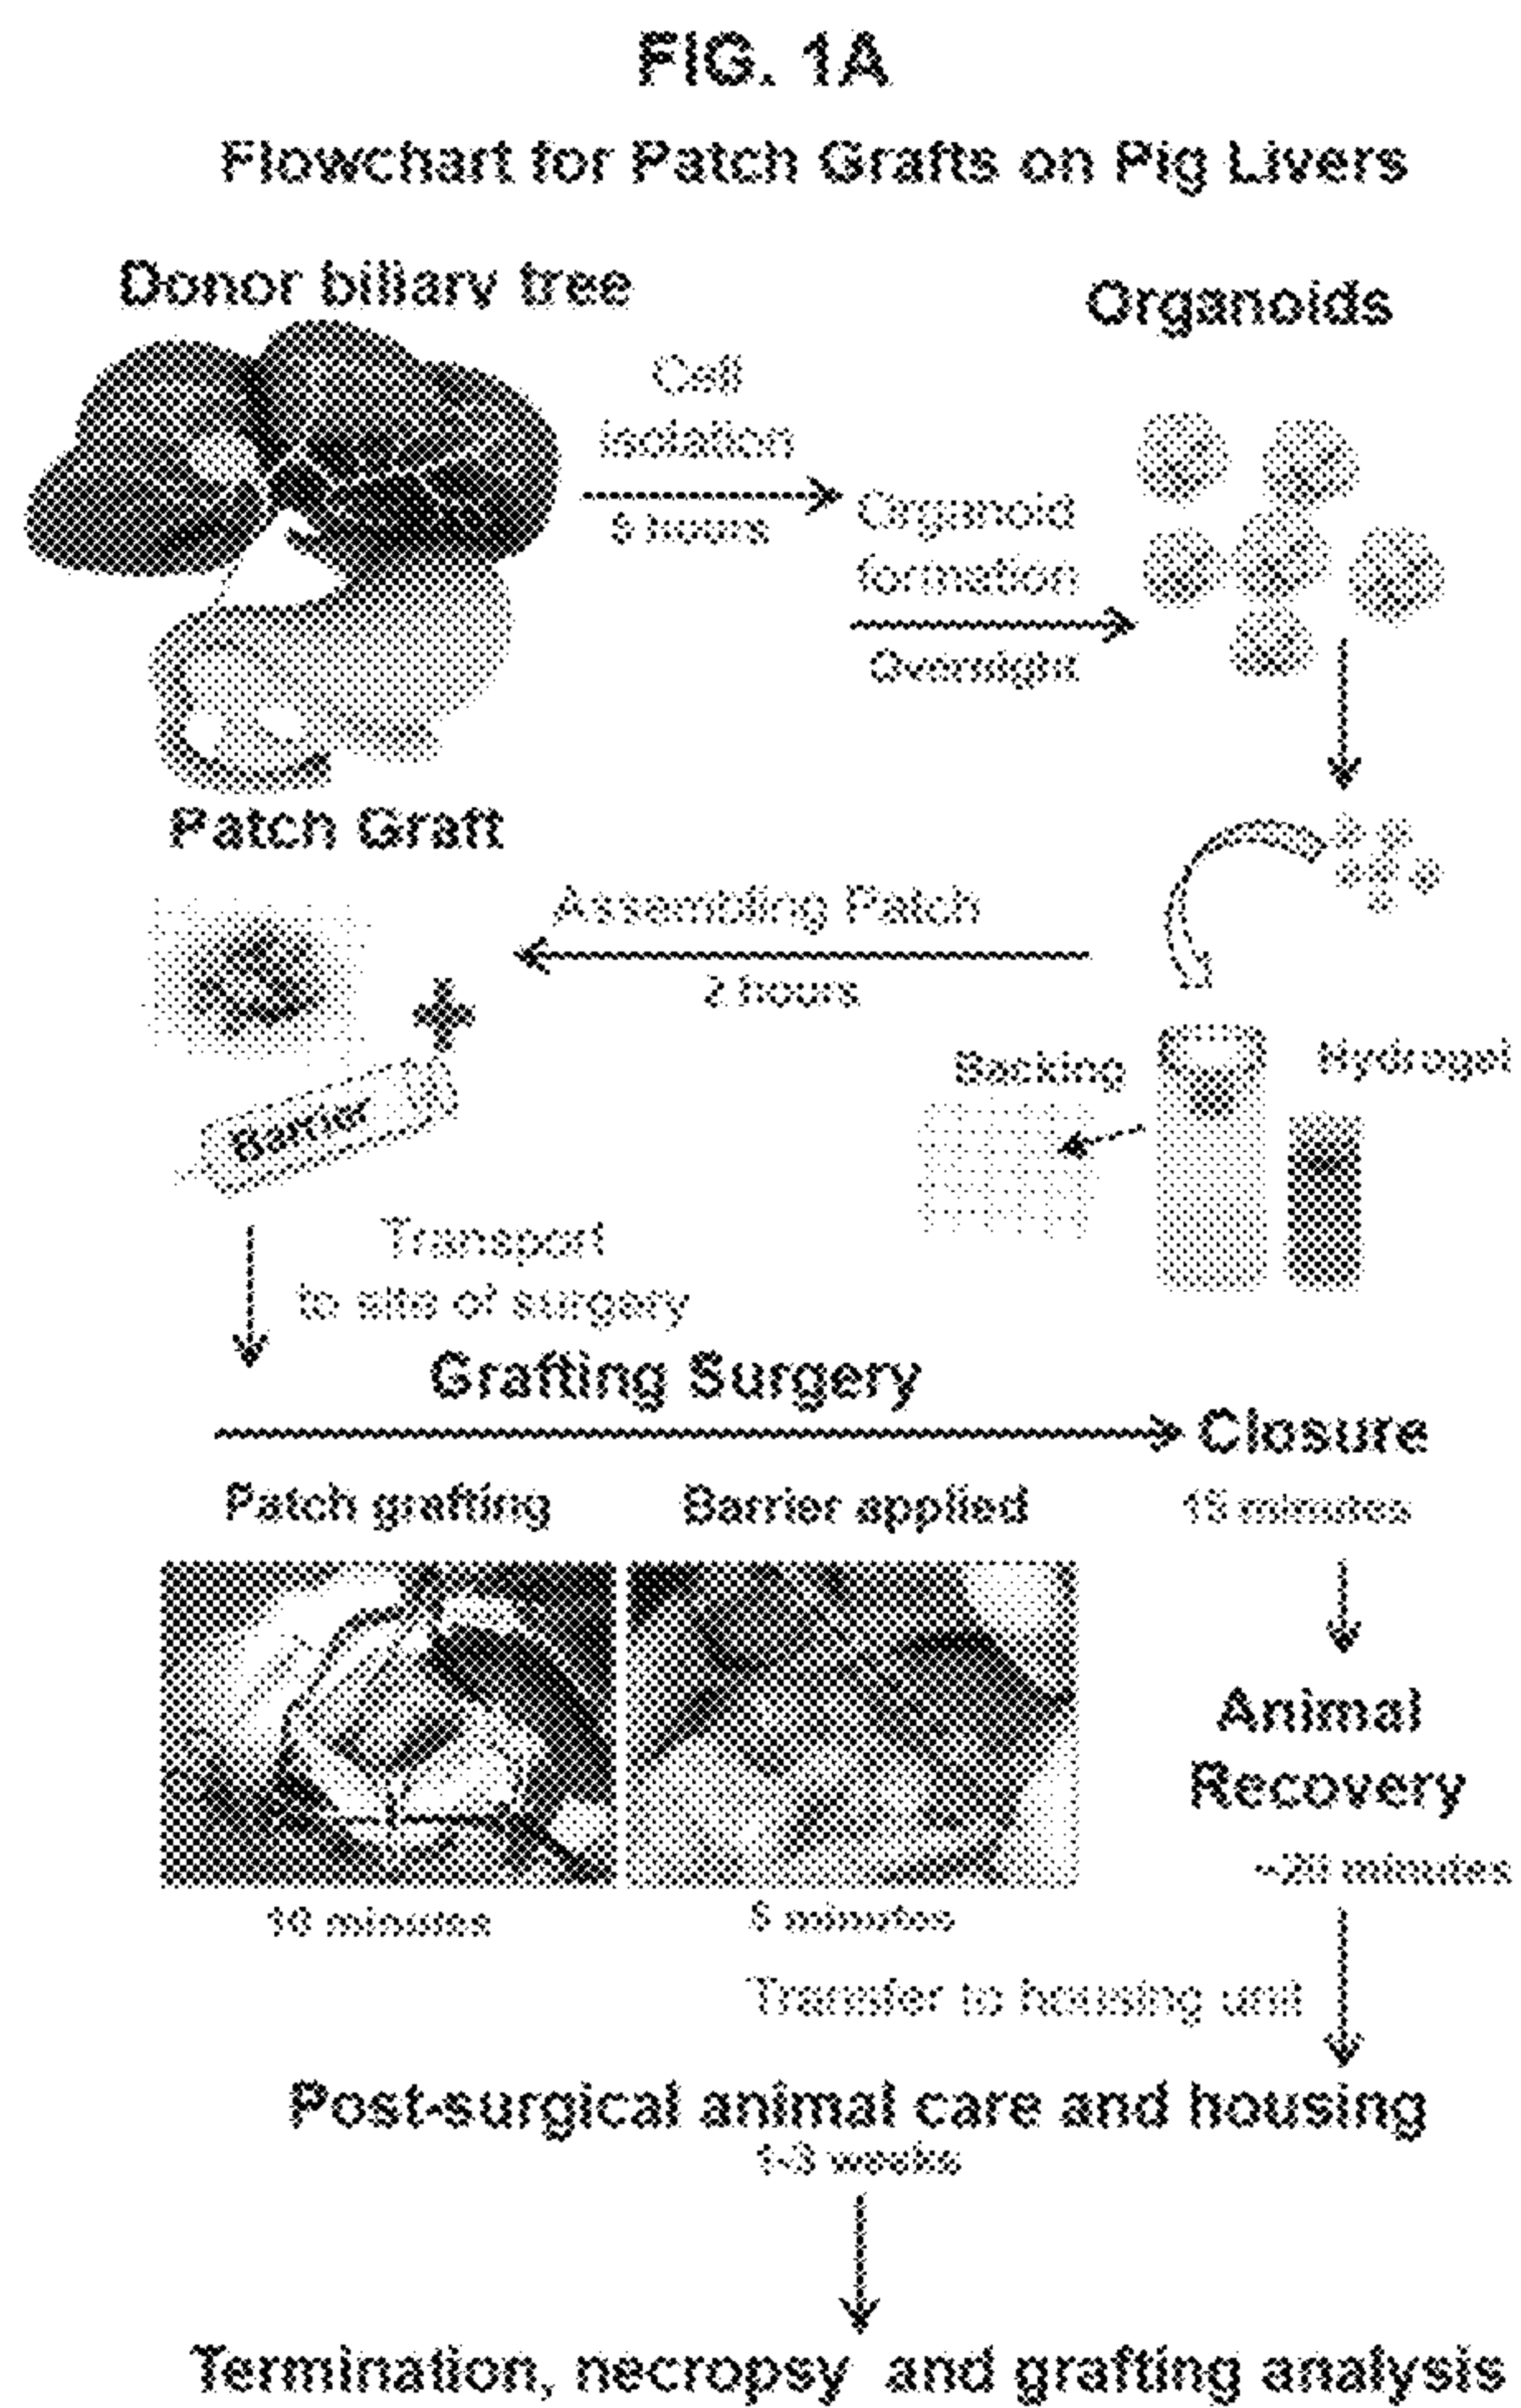 FIG. 1A
Flowchart for Patch Grafts on Pig Livers
Donor biliary tree
Organoids
Cell
isolation
hours
Organoid
formation
Overnight
Patch Graft
Assembling Patch
2 hours
Backing
Hydrogel
Barrier
Transport
to site of surgery
Grafting Surgery
Closure
Patch grafting
Barrier applied
15 minutes
Animal
Recovery
~20 minutes
10 minutes
5 minutes
Transfer to housing unit
Post-surgical animal care and housing
1-3 weeks
Termination, necropsy and grafting analysis